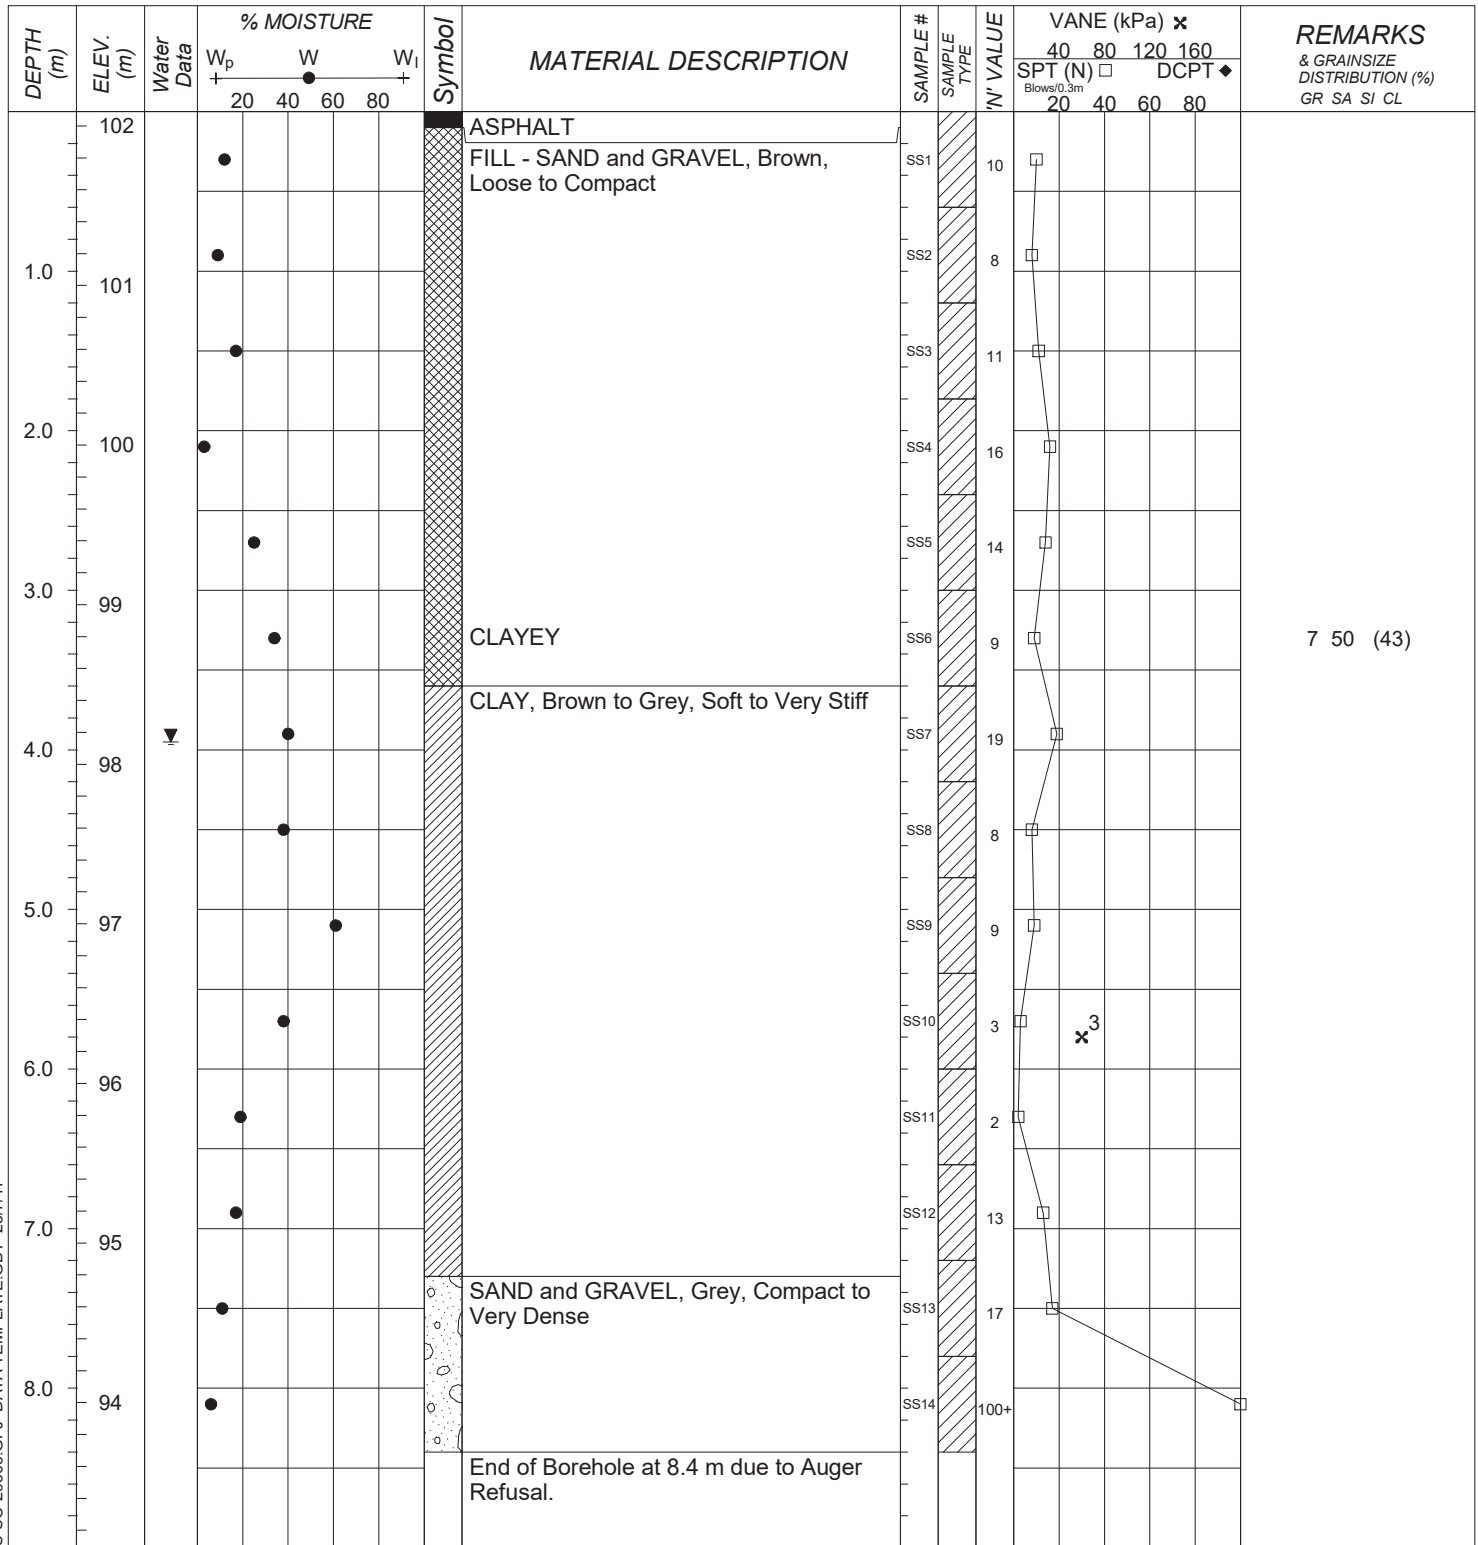 DEPTH (m)
ELEV. (m)
Water Data
% MOISTURE
Wp W Wl
20 40 60 80
Symbol
MATERIAL DESCRIPTION
SAMPLE #
SAMPLE TYPE
'N' VALUE
VANE (kPa)
40 80 120 160
SPT (N) DCPT
Blows/0.3m
20 40 60 80
REMARKS
& GRAINSIZE
DISTRIBUTION (%)
GR SA SI CL
102
ASPHALT
FILL - SAND and GRAVEL, Brown,
Loose to Compact
SS1 10
SS2 8
1.0
101
SS3 11
2.0
100
SS4 16
SS5 14
3.0
99
CLAYEY
SS6 9
7 50 (43)
CLAY, Brown to Grey, Soft to Very Stiff
SS7 19
4.0
98
SS8 8
5.0
97
SS9 9
SS10 3
3
6.0
96
SS11 2
SS12 13
7.0
95
SAND and GRAVEL, Grey, Compact to
Very Dense
SS13 17
8.0
94
SS14 100+
End of Borehole at 8.4 m due to Auger
Refusal.